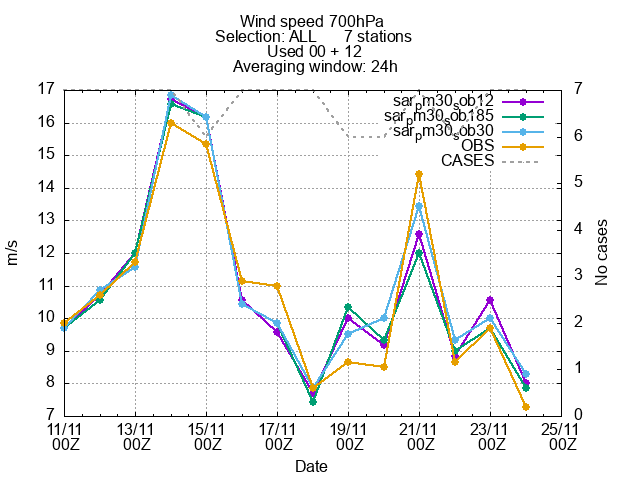 Wind speed 700hPa
Selection: ALL 7 stations
Used 00 + 12
Averaging window: 24h
17
16
15
14
13
12
11
10
9
8
7
m/s
7
6
5
4
3
2
1
0
No cases
sarpm30sob12
sarpm30sob185
sarpm30sob30
OBS
CASES
11/11 13/11 15/11 17/11 19/11 21/11 23/11 25/11
00Z 00Z 00Z 00Z 00Z 00Z 00Z 00Z
Date